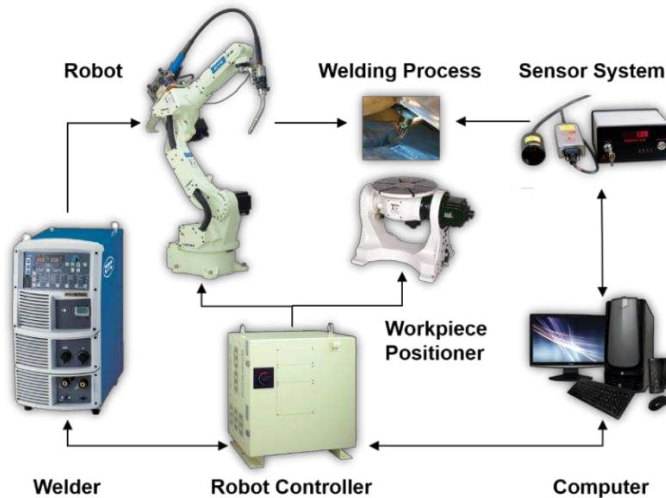 Robot
Welding Process
Sensor System
Workpiece
Positioner
Welder
Robot Controller
Computer